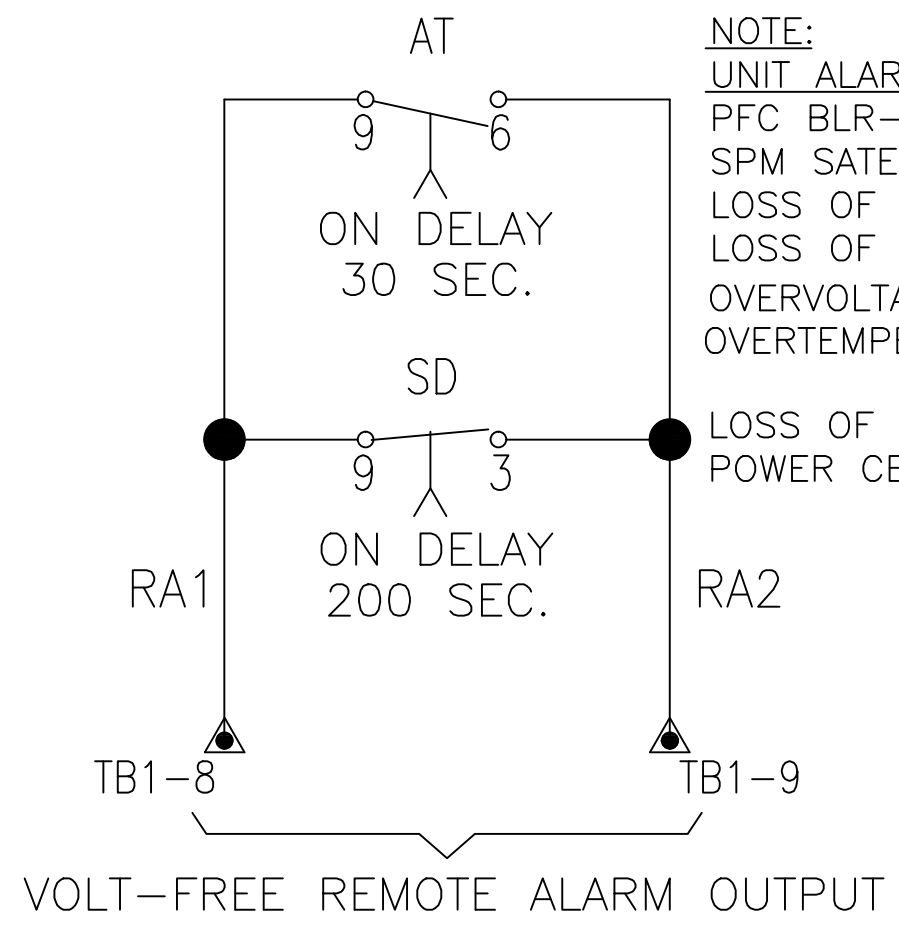 AT
9
6
ON DELAY
30 SEC.
SD
9
3
ON DELAY
200 SEC.
RA1
RA2
TB1-8
TB1-9
VOLT-FREE REMOTE ALARM OUTPUT
NOTE:
UNIT ALAR
PFC BLR-
SPM SATE
LOSS OF
LOSS OF
OVERVOLTA
OVERTEMPE
LOSS OF
POWER CE